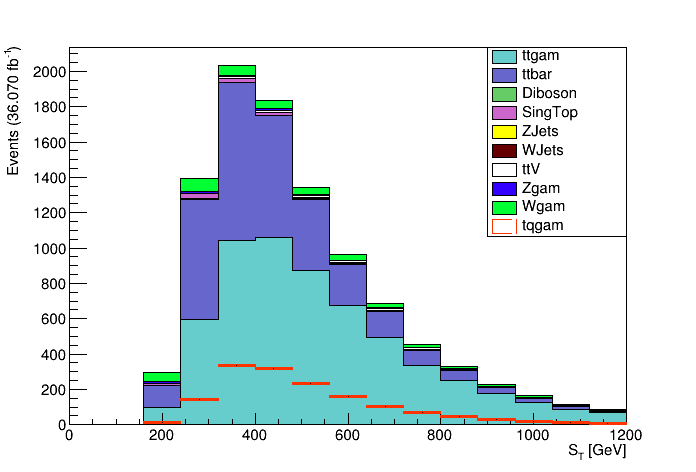 Events (36.070 fb⁻¹)
2000
1800
1600
1400
1200
1000
800
600
400
200
0
ttgam
ttbar
Diboson
SingTop
ZJets
WJets
ttV
Zgam
Wgam
tqgam
0 200 400 600 800 1000 1200
S_T [GeV]